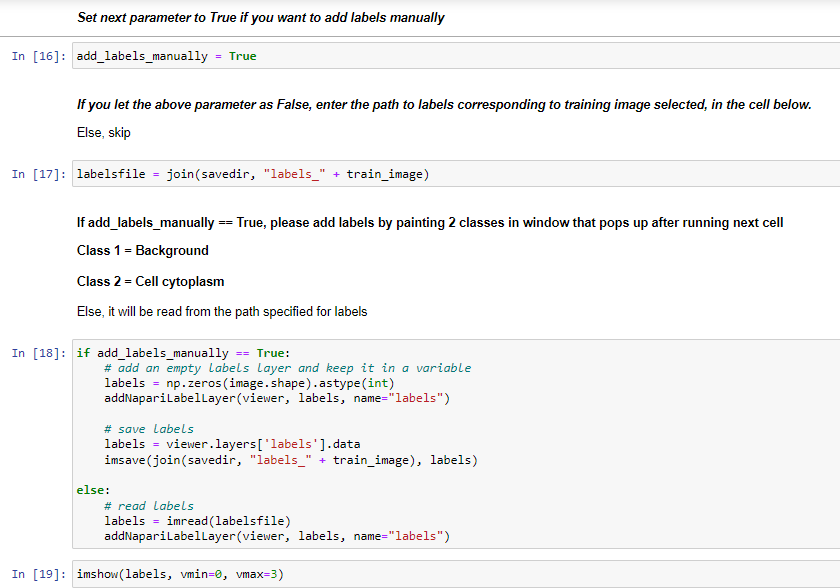 Set next parameter to True if you want to add labels manually
In [16]: add_labels_manually = True
If you let the above parameter as False, enter the path to labels corresponding to training image selected, in the cell below.
Else, skip
In [17]: labelsfile = join(savedir, "labels_" + train_image)
If add_labels_manually == True, please add labels by painting 2 classes in window that pops up after running next cell
Class 1 = Background
Class 2 = Cell cytoplasm
Else, it will be read from the path specified for labels
In [18]: if add_labels_manually == True:
# add an empty labels layer and keep it in a variable
labels = np.zeros(image.shape).astype(int)
addNapariLabelLayer(viewer, labels, name="labels")
# save labels
labels = viewer.layers['labels'].data
imsave(join(savedir, "labels_" + train_image), labels)
else:
# read labels
labels = imread(labelsfile)
addNapariLabelLayer(viewer, labels, name="labels")
In [19]: imshow(labels, vmin=0, vmax=3)